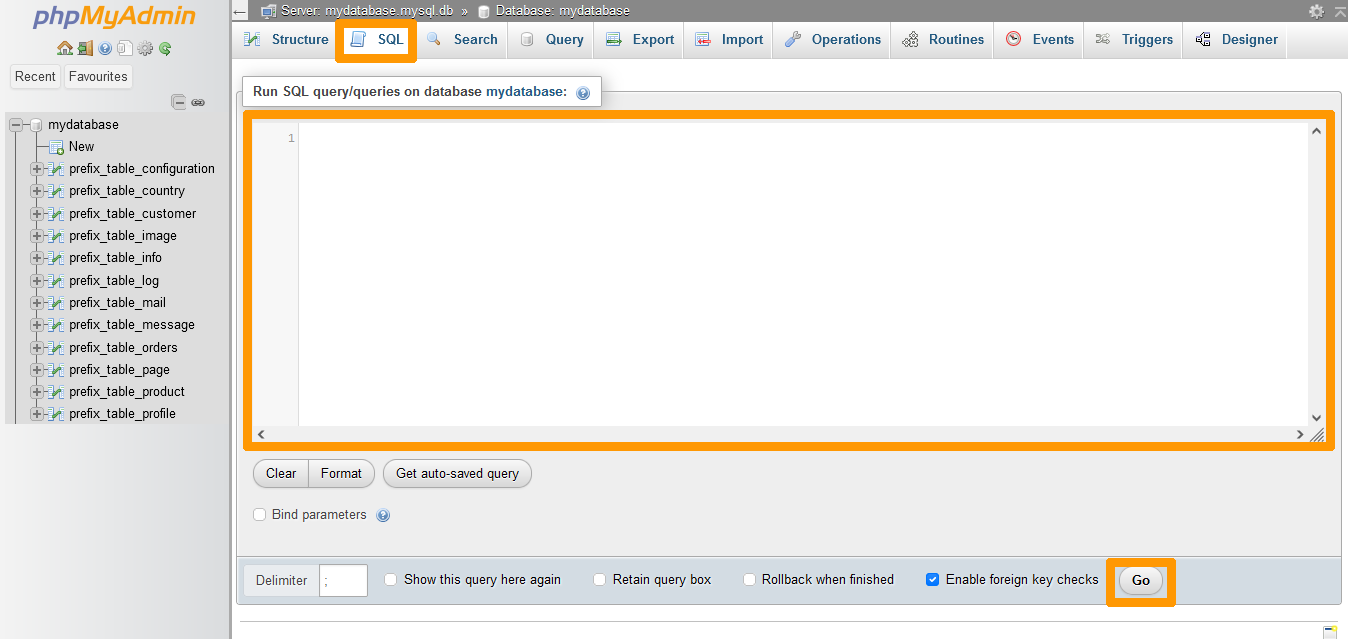 phpMyAdmin
Server: mydatabase.mysql.db » Database: mydatabase
Structure SQL Search Query Export Import Operations Routines Events Triggers Designer
Recent Favourites
mydatabase
New
prefix_table_configuration
prefix_table_country
prefix_table_customer
prefix_table_image
prefix_table_info
prefix_table_log
prefix_table_mail
prefix_table_message
prefix_table_orders
prefix_table_page
prefix_table_product
prefix_table_profile
Run SQL query/queries on database mydatabase:
1
Clear Format Get auto-saved query
Bind parameters
Delimiter ; Show this query here again Retain query box Rollback when finished Enable foreign key checks Go